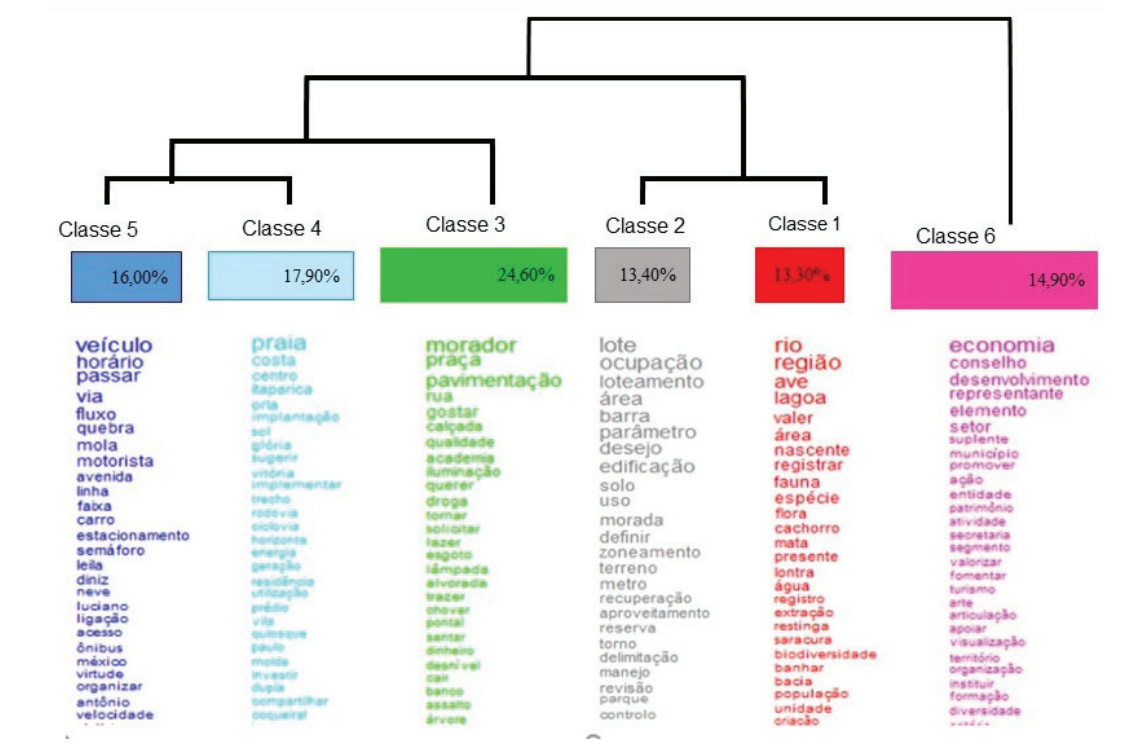 Classe 5
16,00%
veículo
horário
passar
via
fluxo
quebra
mola
motorista
avenida
linha
faixa
carro
estacionamento
semáforo
leila
diniz
neve
luciano
ligação
acesso
ônibus
méxico
virtude
organizar
antônio
velocidade
Classe 4
17,90%
praia
costa
centro
itaparica
orla
implantação
sol
glória
sugerir
vitória
implementar
trecho
rodovia
ciclovia
horizonte
energia
geração
residência
utilização
prédio
vila
quiosque
paulo
molde
investir
dupla
compartilhar
coqueiral
Classe 3
24,60%
morador
praça
pavimentação
rua
gostar
calçada
qualidade
academia
iluminação
querer
droga
tomar
solicitar
lazer
esgoto
lâmpada
alvorada
trazer
chover
pontal
sentar
dinheiro
desnível
cair
banco
assalto
árvore
Classe 2
13,40%
lote
ocupação
loteamento
área
barra
parâmetro
desejo
edificação
solo
uso
morada
definir
zoneamento
terreno
metro
recuperação
aproveitamento
reserva
torno
delimitação
manejo
revisão
parque
controlo
Classe 1
13,30%
rio
região
ave
lagoa
valer
área
nascente
registrar
fauna
espécie
flora
cachorro
mata
presente
lontra
água
registro
extração
restinga
saracura
biodiversidade
banhar
bacia
população
unidade
criação
Classe 6
14,90%
economia
conselho
desenvolvimento
representante
elemento
setor
suplente
município
promover
ação
entidade
patrimônio
atividade
secretaria
segmento
valorizar
fomentar
turismo
arte
articulação
apoiar
visualização
território
organização
instituir
formação
diversidade